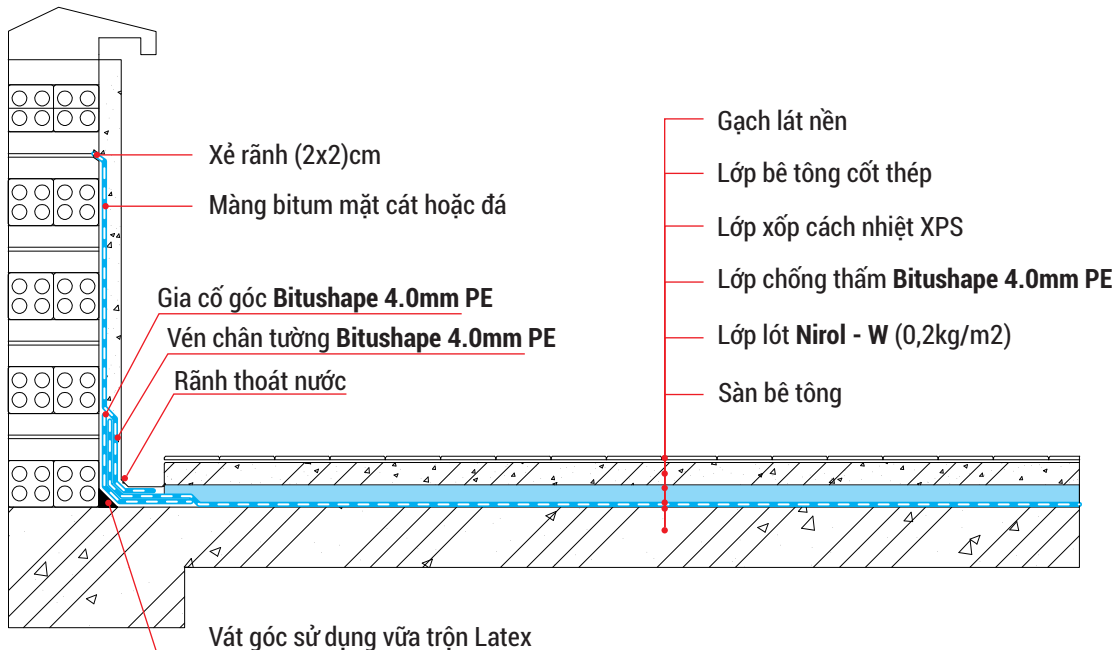 Xẻ rãnh (2x2)cm
Màng bitum mặt cát hoặc đá
Gia cố góc Bitushape 4.0mm PE
Vén chân tường Bitushape 4.0mm PE
Rãnh thoát nước
Gạch lát nền
Lớp bê tông cốt thép
Lớp xốp cách nhiệt XPS
Lớp chống thấm Bitushape 4.0mm PE
Lớp lót Nirol - W (0,2kg/m2)
Sàn bê tông
Vát góc sử dụng vữa trộn Latex